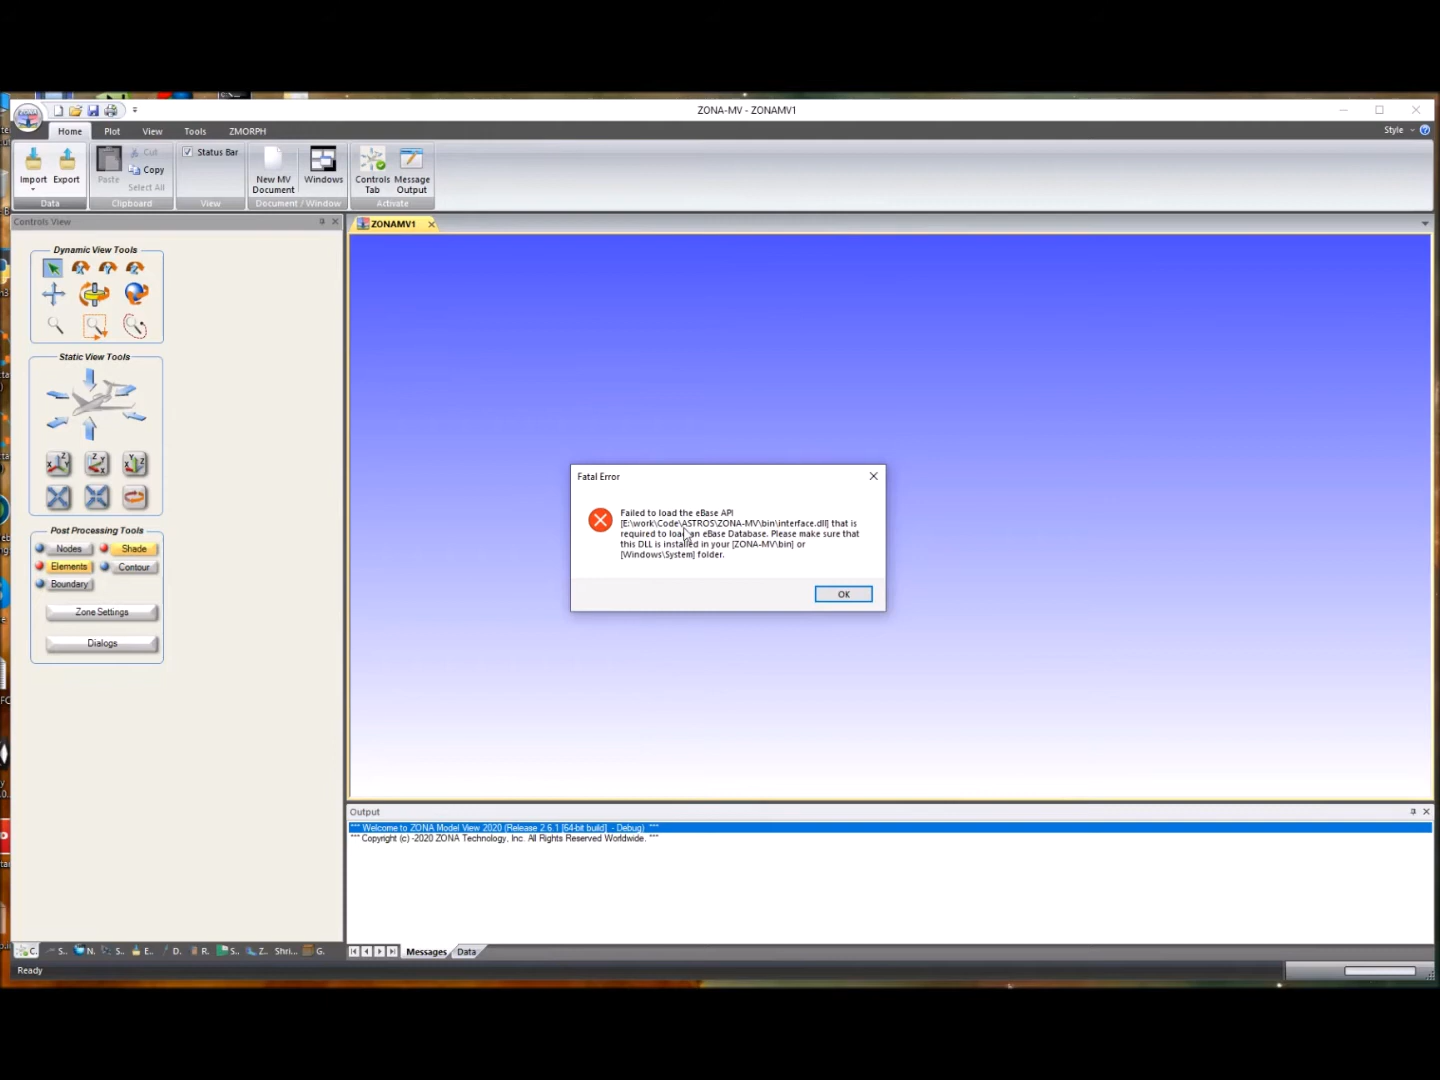 ZONA-MV - ZONAMV1
Home Plot View Tools ZMORPH
Style
Import Export
Paste
Cut
Copy
Select All
Status Bar
New MV Document
Windows
Controls Tab
Message Output
Data Clipboard View Document / Window Activate
Controls View
ZONAMV1
Dynamic View Tools
Static View Tools
Post Processing Tools
Nodes Shade
Elements Contour
Boundary
Zone Settings
Dialogs
Fatal Error
Failed to load the eBase API
[E:\work\Code\ASTROS\ZONA-MV\bin\interface.dll] that is
required to load an eBase Database. Please make sure that
this DLL is installed in your [ZONA-MV\bin] or
[Windows\System] folder.
OK
Output
*** Welcome to ZONA Model View 2020 (Release 2.6.1 [64-bit build] - Debug) ***
*** Copyright (c) -2020 ZONA Technology, Inc. All Rights Reserved Worldwide. ***
C. S.. N. S.. E.. D. R. S.. Z.. Shri... G.
Messages Data
Ready